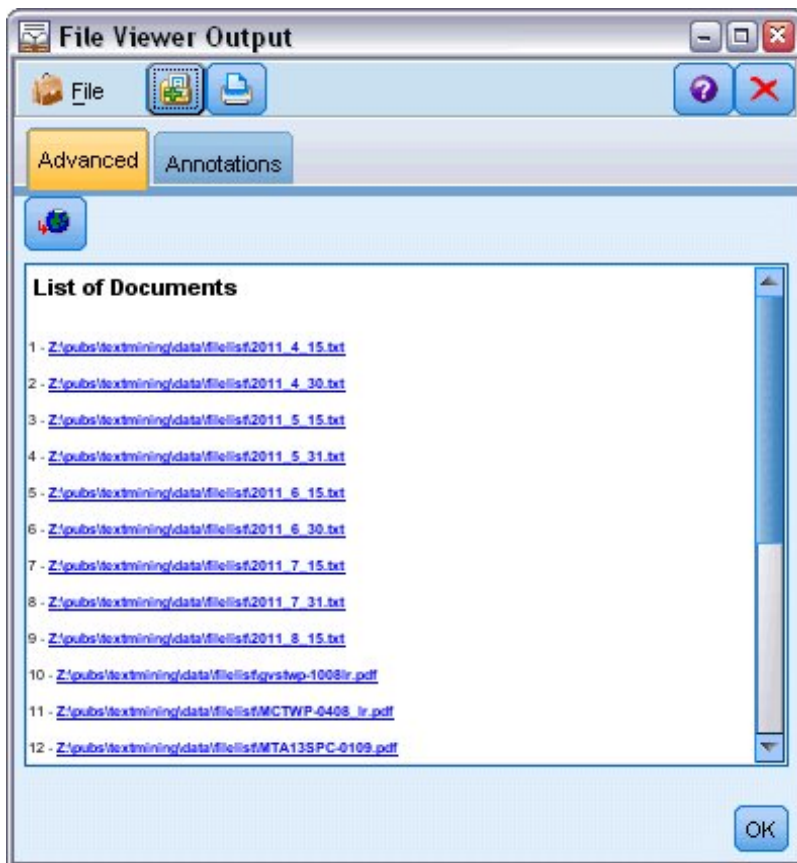 File Viewer Output
File
Advanced
Annotations
List of Documents
1 - Z:\pubs\textmining\data\filelist\2011_4_15.txt
2 - Z:\pubs\textmining\data\filelist\2011_4_30.txt
3 - Z:\pubs\textmining\data\filelist\2011_5_15.txt
4 - Z:\pubs\textmining\data\filelist\2011_5_31.txt
5 - Z:\pubs\textmining\data\filelist\2011_6_15.txt
6 - Z:\pubs\textmining\data\filelist\2011_6_30.txt
7 - Z:\pubs\textmining\data\filelist\2011_7_15.txt
8 - Z:\pubs\textmining\data\filelist\2011_7_31.txt
9 - Z:\pubs\textmining\data\filelist\2011_8_15.txt
10 - Z:\pubs\textmining\data\filelist\gvstwp-1008lr.pdf
11 - Z:\pubs\textmining\data\filelist\MCTWP-0408_lr.pdf
12 - Z:\pubs\textmining\data\filelist\MTA13SPC-0109.pdf
OK